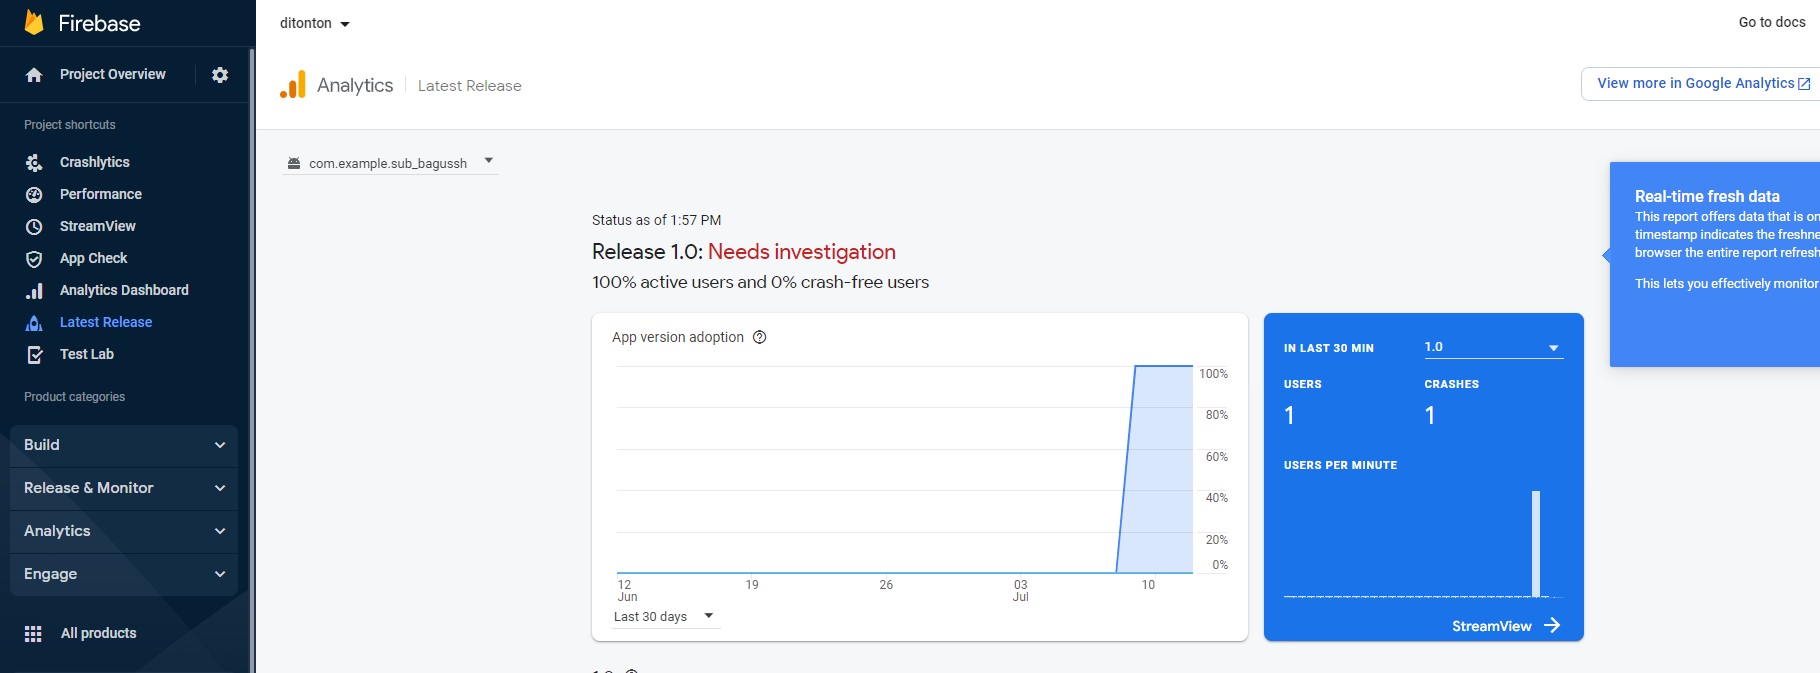 Firebase
Project Overview
Project shortcuts
Crashlytics
Performance
StreamView
App Check
Analytics Dashboard
Latest Release
Test Lab
Product categories
Build
Release & Monitor
Analytics
Engage
All products
ditonton
Go to docs
Analytics Latest Release
View more in Google Analytics
com.example.sub_bagussh
Status as of 1:57 PM
Release 1.0: Needs investigation
100% active users and 0% crash-free users
App version adoption
100%
80%
60%
40%
20%
0%
12 19 26 03 10
Jun Jul
Last 30 days
IN LAST 30 MIN 1.0
USERS CRASHES
1 1
USERS PER MINUTE
StreamView
Real-time fresh data
This report offers data that is on
timestamp indicates the freshne
browser the entire report refresh
This lets you effectively monitor